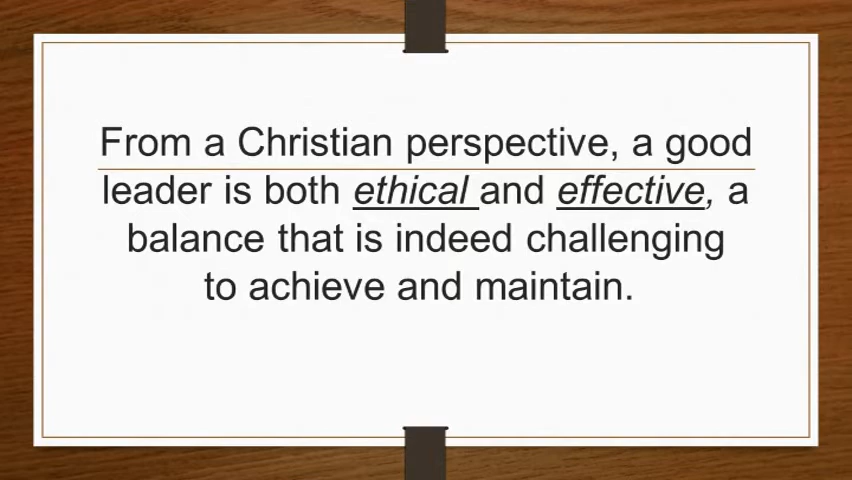 From a Christian perspective, a good
leader is both ethical and effective, a
balance that is indeed challenging
to achieve and maintain.